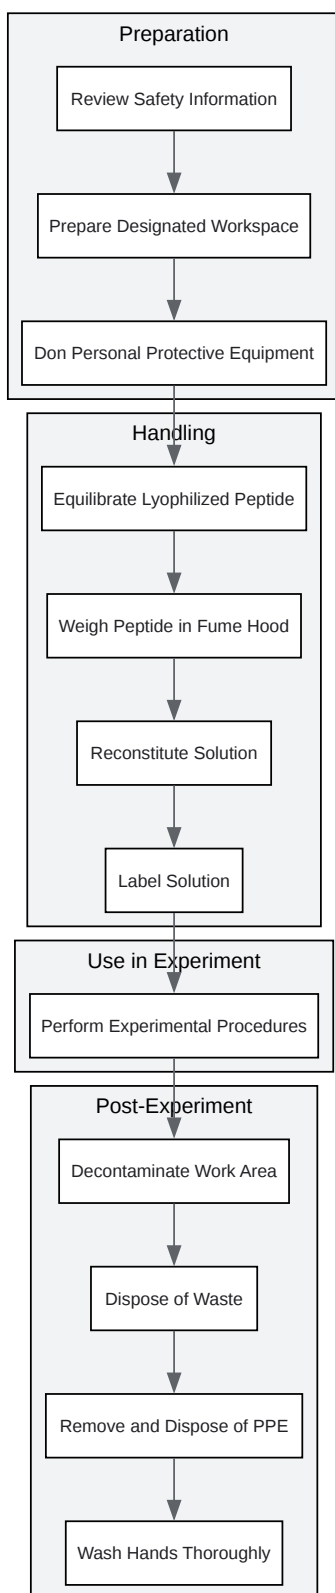 Preparation
Review Safety Information
Prepare Designated Workspace
Don Personal Protective Equipment
Handling
Equilibrate Lyophilized Peptide
Weigh Peptide in Fume Hood
Reconstitute Solution
Label Solution
Use in Experiment
Perform Experimental Procedures
Post-Experiment
Decontaminate Work Area
Dispose of Waste
Remove and Dispose of PPE
Wash Hands Thoroughly